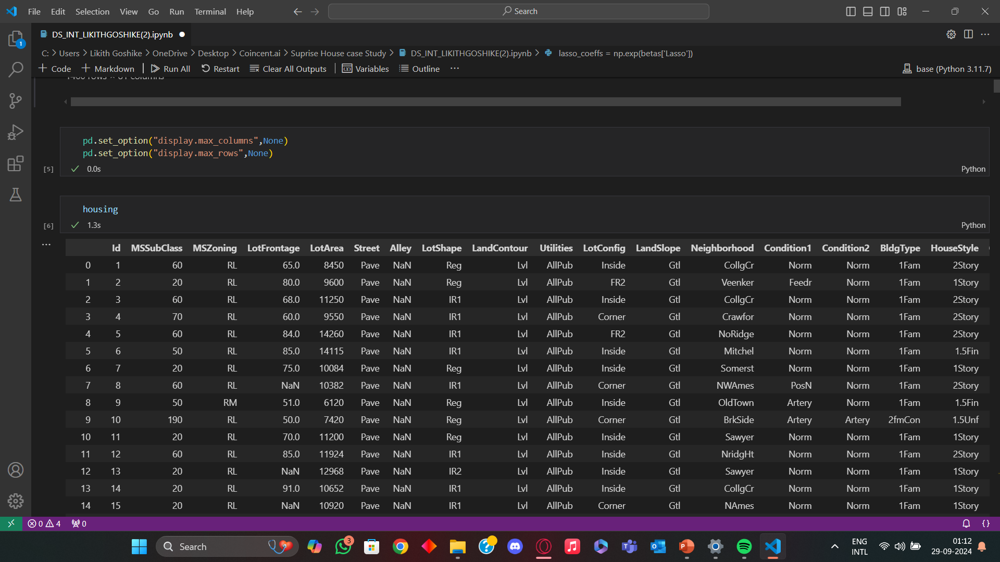 File Edit Selection View Go Run Terminal Help Search
DS_INT_LIKITHGOSHIKE(2).ipynb
1
C: > Users > Likith Goshike > OneDrive > Desktop > Coincent.ai > Suprise House case Study > DS_INT_LIKITHGOSHIKE(2).ipynb > lasso_coeffs = np.exp(betas['Lasso'])
+ Code + Markdown | Run All Restart Clear All Outputs | Variables Outline ... base (Python 3.11.7)
1460 rows × 81 columns
pd.set_option("display.max_columns",None)
pd.set_option("display.max_rows",None)
[5] 0.0s Python
housing
[6] 1.3s Python
...
Id MSSubClass MSZoning LotFrontage LotArea Street Alley LotShape LandContour Utilities LotConfig LandSlope Neighborhood Condition1 Condition2 BldgType HouseStyle
0 1 60 RL 65.0 8450 Pave NaN Reg Lvl AllPub Inside Gtl CollgCr Norm Norm 1Fam 2Story
1 2 20 RL 80.0 9600 Pave NaN Reg Lvl AllPub FR2 Gtl Veenker Feedr Norm 1Fam 1Story
2 3 60 RL 68.0 11250 Pave NaN IR1 Lvl AllPub Inside Gtl CollgCr Norm Norm 1Fam 2Story
3 4 70 RL 60.0 9550 Pave NaN IR1 Lvl AllPub Corner Gtl Crawfor Norm Norm 1Fam 2Story
4 5 60 RL 84.0 14260 Pave NaN IR1 Lvl AllPub FR2 Gtl NoRidge Norm Norm 1Fam 2Story
5 6 50 RL 85.0 14115 Pave NaN IR1 Lvl AllPub Inside Gtl Mitchel Norm Norm 1Fam 1.5Fin
6 7 20 RL 75.0 10084 Pave NaN Reg Lvl AllPub Inside Gtl Somerst Norm Norm 1Fam 1Story
7 8 60 RL NaN 10382 Pave NaN IR1 Lvl AllPub Corner Gtl NWAmes PosN Norm 1Fam 2Story
8 9 50 RM 51.0 6120 Pave NaN Reg Lvl AllPub Inside Gtl OldTown Artery Norm 1Fam 1.5Fin
9 10 190 RL 50.0 7420 Pave NaN Reg Lvl AllPub Corner Gtl BrkSide Artery Artery 2fmCon 1.5Unf
10 11 20 RL 70.0 11200 Pave NaN Reg Lvl AllPub Inside Gtl Sawyer Norm Norm 1Fam 1Story
11 12 60 RL 85.0 11924 Pave NaN IR1 Lvl AllPub Inside Gtl NridgHt Norm Norm 1Fam 2Story
12 13 20 RL NaN 12968 Pave NaN IR2 Lvl AllPub Inside Gtl Sawyer Norm Norm 1Fam 1Story
13 14 20 RL 91.0 10652 Pave NaN IR1 Lvl AllPub Inside Gtl CollgCr Norm Norm 1Fam 1Story
14 15 20 RL NaN 10920 Pave NaN IR1 Lvl AllPub Corner Gtl NAmes Norm Norm 1Fam 1Story
0 4 0 {}
Search 3 ENG 01:12
INTL 29-09-2024